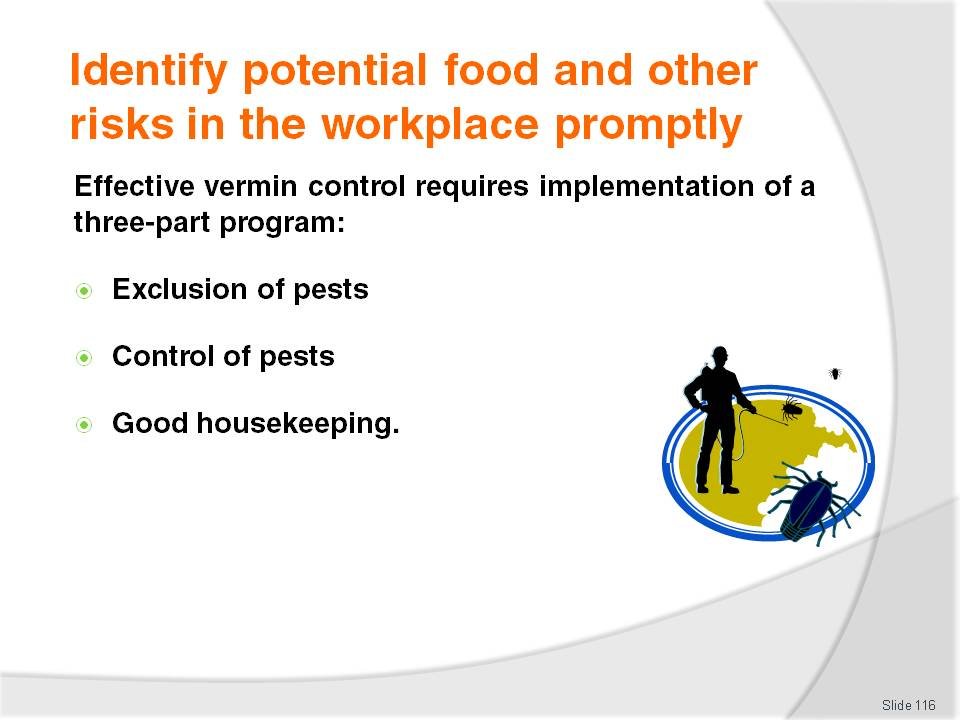 Identify potential food and other
risks in the workplace promptly
Effective vermin control requires implementation of a
three-part program:
Exclusion of pests
Control of pests
Good housekeeping.
Slide 116